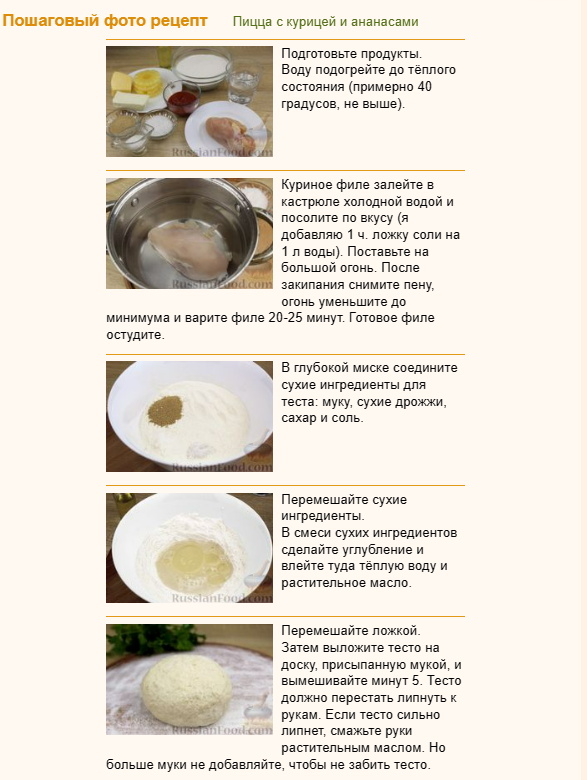 Пошаговый фото рецепт Пицца с курицей и ананасами
Подготовьте продукты.
Воду подогрейте до тёплого
состояния (примерно 40
градусов, не выше).
RussianFood.com
Куриное филе залейте в
кастрюле холодной водой и
посолите по вкусу (я
добавляю 1 ч. ложку соли на
1 л воды). Поставьте на
большой огонь. После
закипания снимите пену,
огонь уменьшите до
минимума и варите филе 20-25 минут. Готовое филе
остудите.
RussianFood.com
В глубокой миске соедините
сухие ингредиенты для
теста: муку, сухие дрожжи,
сахар и соль.
RussianFood.com
Перемешайте сухие
ингредиенты.
В смеси сухих ингредиентов
сделайте углубление и
влейте туда тёплую воду и
растительное масло.
RussianFood.com
Перемешайте ложкой.
Затем выложите тесто на
доску, присыпанную мукой, и
вымешивайте минут 5. Тесто
должно перестать липнуть к
рукам. Если тесто сильно
липнет, смажьте руки
растительным маслом. Но
больше муки не добавляйте, чтобы не забить тесто.
RussianFood.com